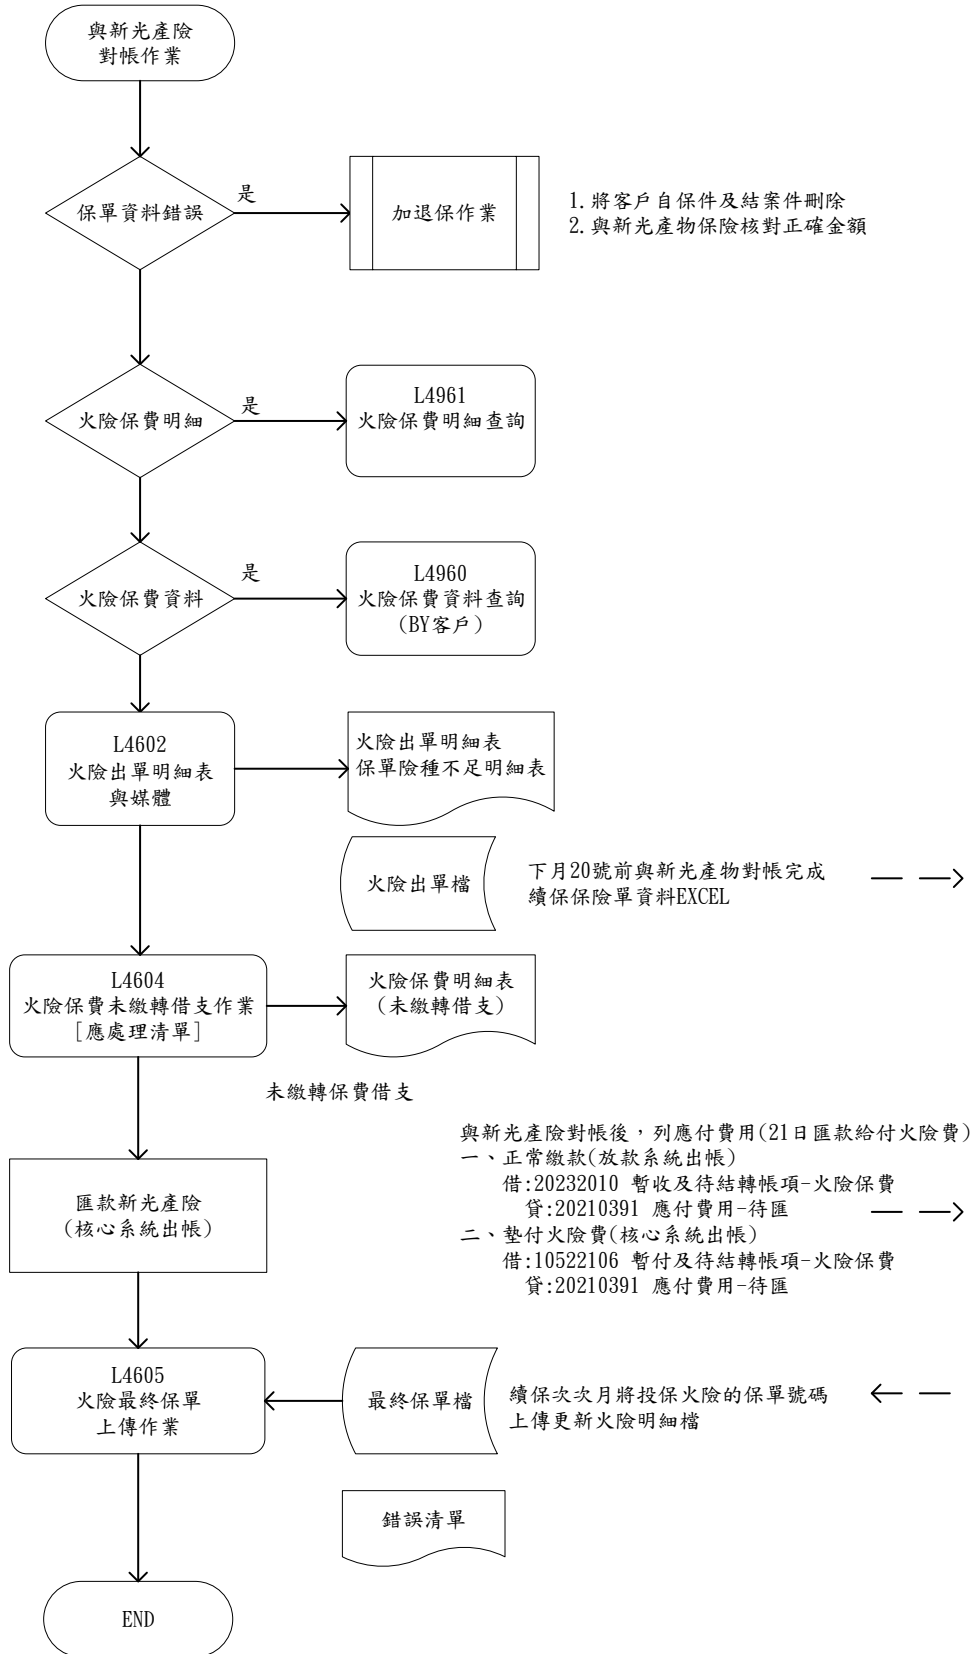 與新光產險
對帳作業
保單資料錯誤
是
加退保作業
1.將客戶自保件及結案件刪除
2.與新光產物保險核對正確金額
火險保費明細
是
L4961
火險保費明細查詢
火險保費資料
是
L4960
火險保費資料查詢
(BY客戶)
L4602
火險出單明細表
與媒體
火險出單明細表
保單險種不足明細表
火險出單檔
下月20號前與新光產物對帳完成
續保保險單資料EXCEL
L4604
火險保費未繳轉借支作業
[應處理清單]
火險保費明細表
(未繳轉借支)
未繳轉保費借支
匯款新光產險
(核心系統出帳)
與新光產險對帳後，列應付費用(21日匯款給付火險費)
一、正常繳款(放款系統出帳)
借:20232010 暫收及待結轉帳項-火險保費
貸:20210391 應付費用-待匯
二、墊付火險費(核心系統出帳)
借:10522106 暫付及待結轉帳項-火險保費
貸:20210391 應付費用-待匯
L4605
火險最終保單
上傳作業
最終保單檔
續保次次月將投保火險的保單號碼
上傳更新火險明細檔
錯誤清單
END